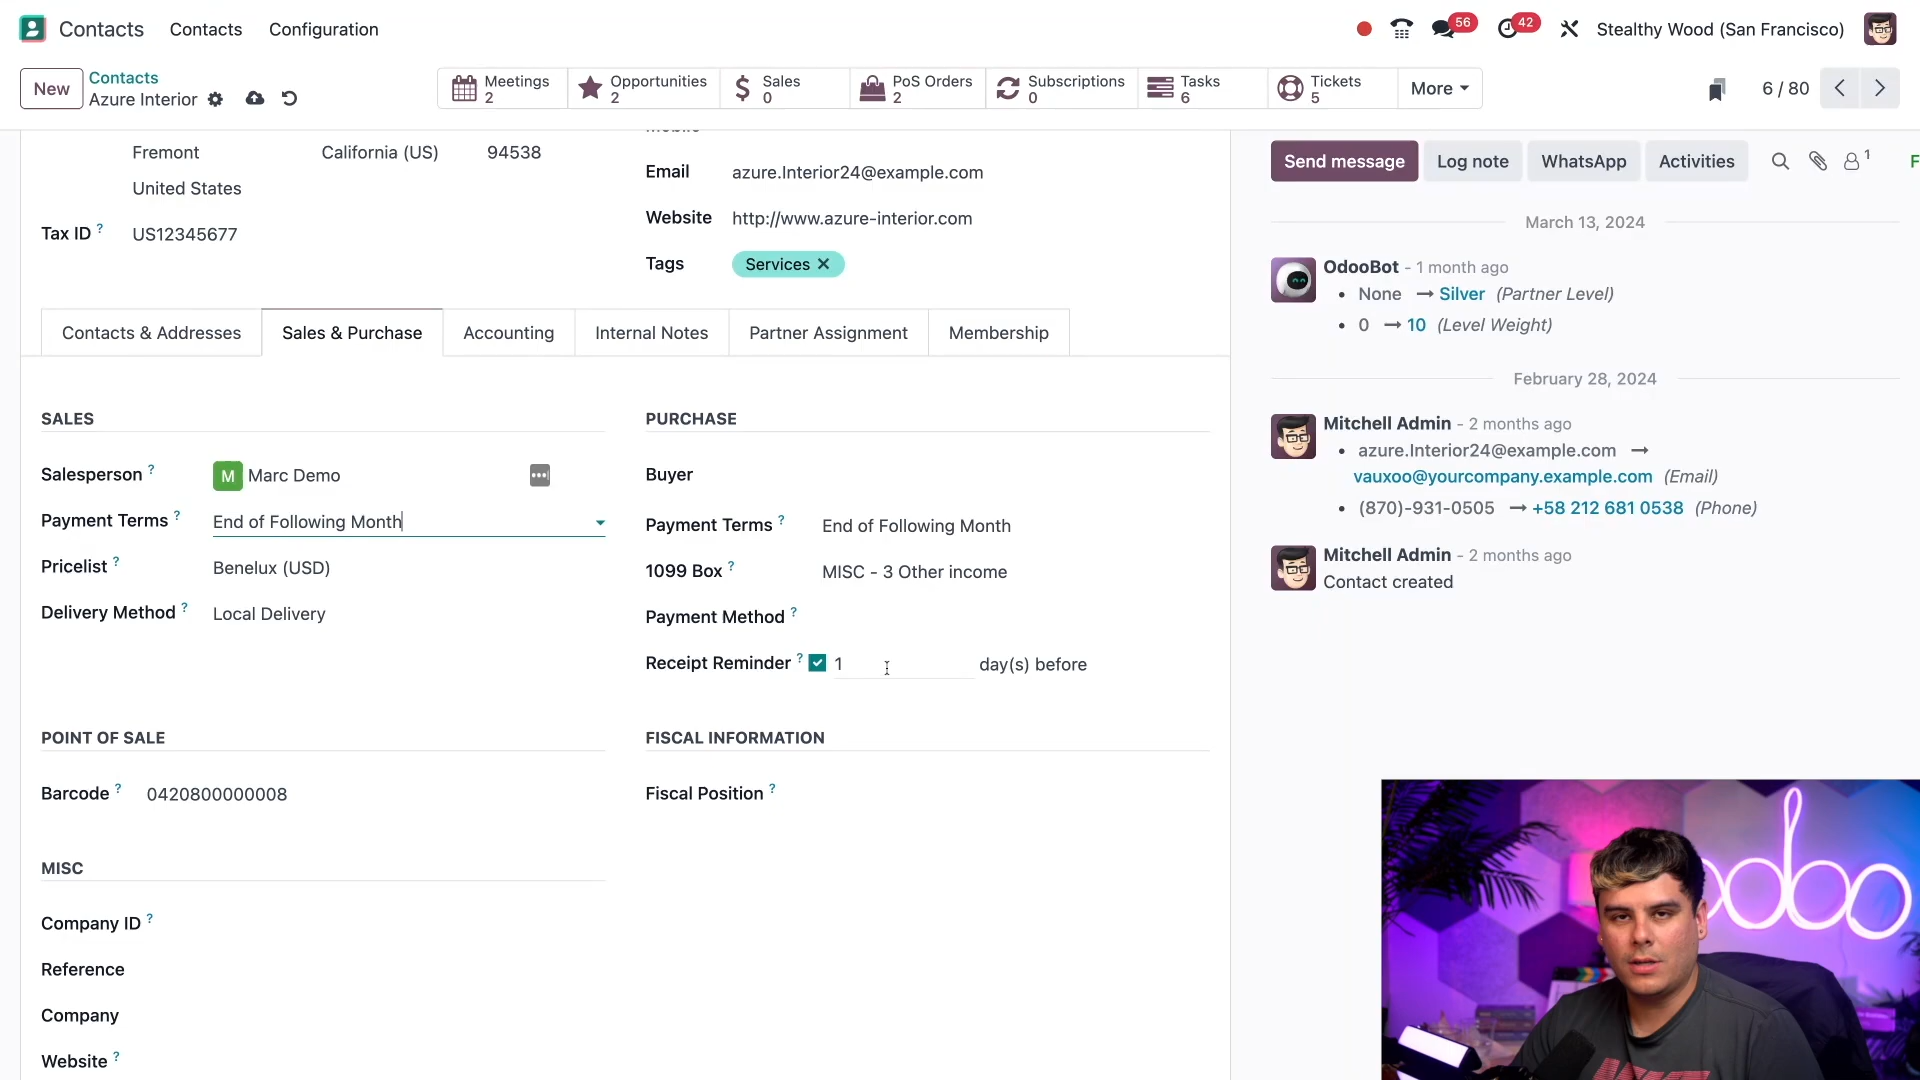 Contacts Contacts Configuration 56 42 Stealthy Wood (San Francisco)
New Contacts Meetings Opportunities Sales PoS Orders Subscriptions Tasks Tickets More 6 / 80
Azure Interior 2 2 0 2 0 6 5
Fremont California (US) 94538
United States
Tax ID ? US12345677
Email azure.Interior24@example.com
Website http://www.azure-interior.com
Tags Services
Contacts & Addresses Sales & Purchase Accounting Internal Notes Partner Assignment Membership
SALES
Salesperson ? M Marc Demo
Payment Terms ? End of Following Month
Pricelist ? Benelux (USD)
Delivery Method ? Local Delivery
PURCHASE
Buyer
Payment Terms ? End of Following Month
1099 Box ? MISC - 3 Other income
Payment Method ?
Receipt Reminder ? 1 day(s) before
POINT OF SALE
Barcode ? 0420800000008
FISCAL INFORMATION
Fiscal Position ?
MISC
Company ID ?
Reference
Company
Website ?
Send message Log note WhatsApp Activities 1 F
March 13, 2024
OdooBot - 1 month ago
• None → Silver (Partner Level)
• 0 → 10 (Level Weight)
February 28, 2024
Mitchell Admin - 2 months ago
• azure.Interior24@example.com →
vauxoo@yourcompany.example.com (Email)
• (870)-931-0505 → +58 212 681 0538 (Phone)
Mitchell Admin - 2 months ago
Contact created
odoo